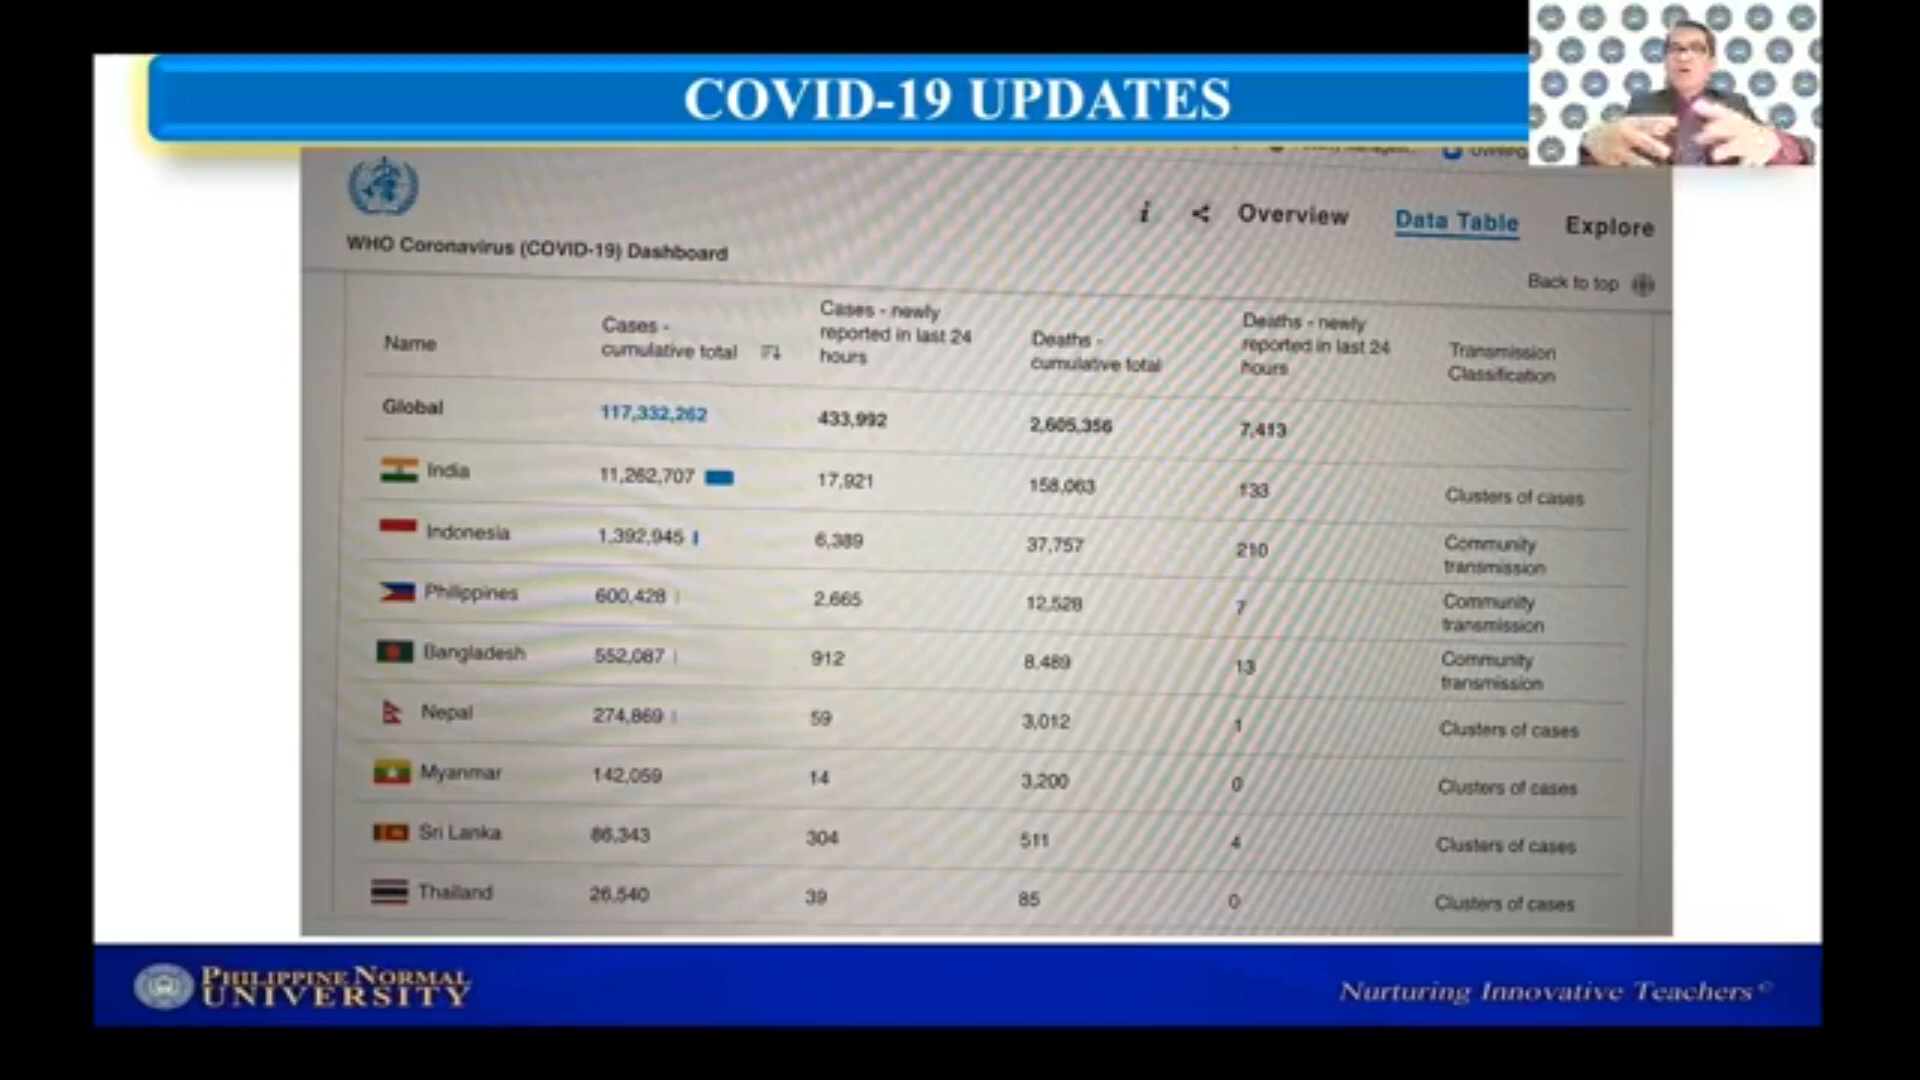 COVID-19 UPDATES
Overview Data Table Explore
WHO Coronavirus (COVID-19) Dashboard
Back to top
Name
Cases -
cumulative total
Cases - newly
reported in last 24
hours
Deaths -
cumulative total
Deaths - newly
reported in last 24
hours
Transmission
Classification
Global 117,332,262 433,992 2,605,356 7,413
India 11,262,707 17,921 158,063 133 Clusters of cases
Indonesia 1,392,945 6,389 37,757 210 Community
transmission
Philippines 600,428 2,665 12,528 7 Community
transmission
Bangladesh 552,087 912 8,489 13 Community
transmission
Nepal 274,869 59 3,012 1 Clusters of cases
Myanmar 142,059 14 3,200 0 Clusters of cases
Sri Lanka 86,343 304 511 4 Clusters of cases
Thailand 26,540 39 85 0 Clusters of cases
PHILIPPINE NORMAL
UNIVERSITY
Nurturing Innovative Teachers©